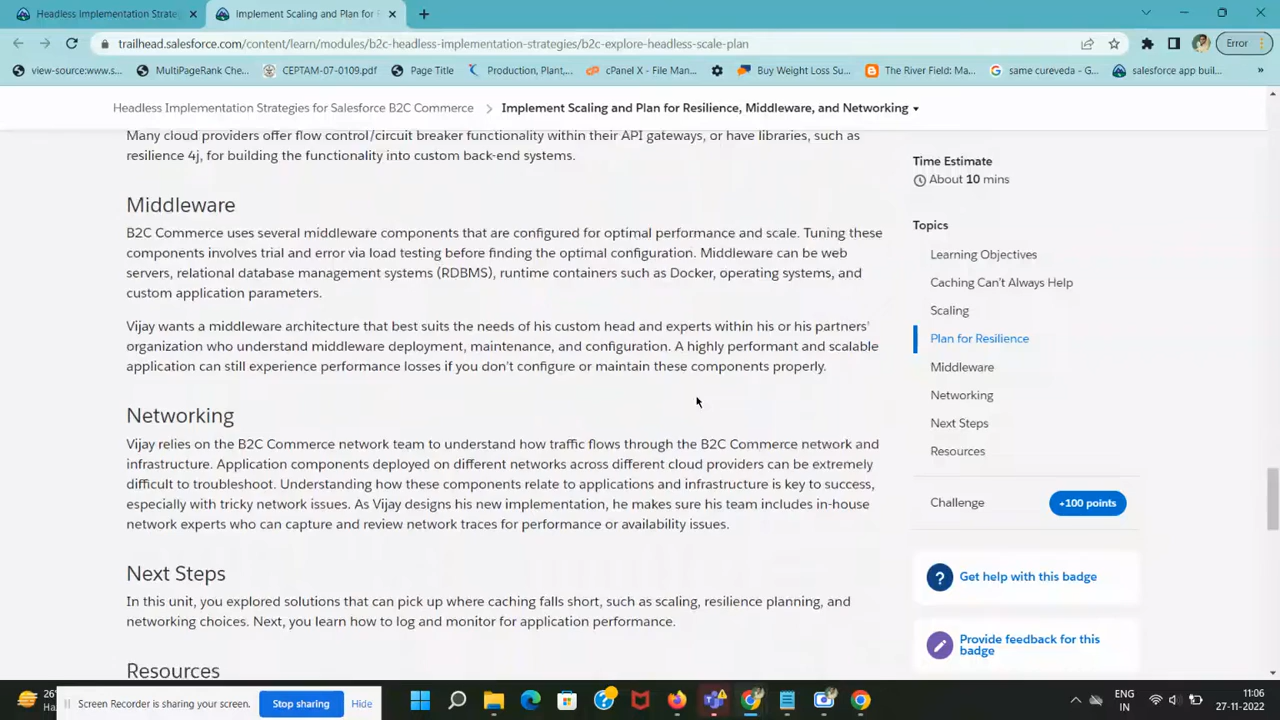 Headless Implementation Strate
Implement Scaling and Plan for
trailhead.salesforce.com/content/learn/modules/b2c-headless-implementation-strategies/b2c-explore-headless-scale-plan
Error
view-source:www.s...
MultiPageRank Che...
CEPTAM-07-0109.pdf
Page Title
Production, Plant,...
cPanel X - File Man...
Buy Weight Loss Su...
The River Field: Ma...
same cureveda - G...
salesforce app buil...
Headless Implementation Strategies for Salesforce B2C Commerce
Implement Scaling and Plan for Resilience, Middleware, and Networking
Many cloud providers offer flow control/circuit breaker functionality within their API gateways, or have libraries, such as
resilience 4j, for building the functionality into custom back-end systems.
Middleware
B2C Commerce uses several middleware components that are configured for optimal performance and scale. Tuning these
components involves trial and error via load testing before finding the optimal configuration. Middleware can be web
servers, relational database management systems (RDBMS), runtime containers such as Docker, operating systems, and
custom application parameters.
Vijay wants a middleware architecture that best suits the needs of his custom head and experts within his or his partners'
organization who understand middleware deployment, maintenance, and configuration. A highly performant and scalable
application can still experience performance losses if you don't configure or maintain these components properly.
Networking
Vijay relies on the B2C Commerce network team to understand how traffic flows through the B2C Commerce network and
infrastructure. Application components deployed on different networks across different cloud providers can be extremely
difficult to troubleshoot. Understanding how these components relate to applications and infrastructure is key to success,
especially with tricky network issues. As Vijay designs his new implementation, he makes sure his team includes in-house
network experts who can capture and review network traces for performance or availability issues.
Next Steps
In this unit, you explored solutions that can pick up where caching falls short, such as scaling, resilience planning, and
networking choices. Next, you learn how to log and monitor for application performance.
Resources
Time Estimate
About 10 mins
Topics
Learning Objectives
Caching Can't Always Help
Scaling
Plan for Resilience
Middleware
Networking
Next Steps
Resources
Challenge
+100 points
Get help with this badge
Provide feedback for this
badge
26°
Ha
Screen Recorder is sharing your screen.
Stop sharing
Hide
ENG
IN
11:06
27-11-2022